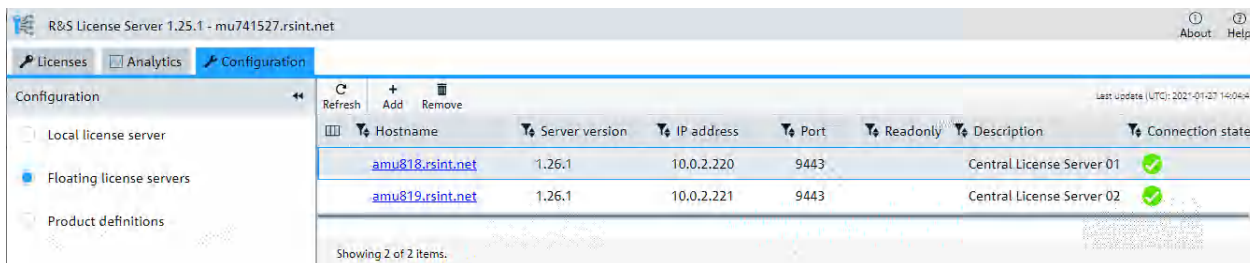 R&S License Server 1.25.1 - mu741527.rsint.net
About Help
Licenses Analytics Configuration
Configuration
Refresh Add Remove
Last update (UTC): 2021-01-27 14:04:4
Hostname Server version IP address Port Readonly Description Connection state
Local license server
amu818.rsint.net 1.26.1 10.0.2.220 9443 Central License Server 01
Floating license servers
amu819.rsint.net 1.26.1 10.0.2.221 9443 Central License Server 02
Product definitions
Showing 2 of 2 items.